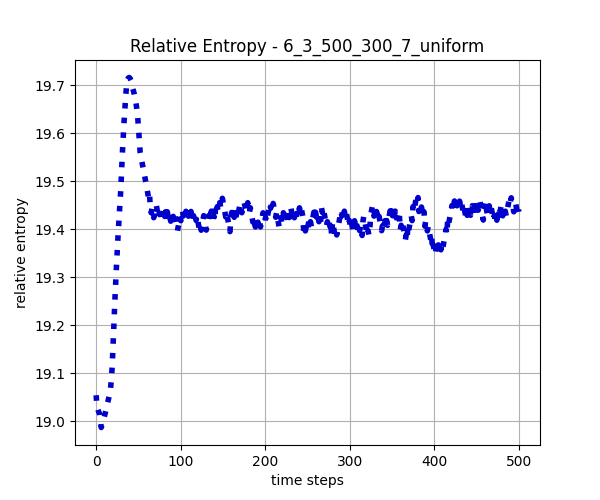 Relative Entropy - 6_3_500_300_7_uniform
relative entropy
19.7
19.6
19.5
19.4
19.3
19.2
19.1
19.0
0 100 200 300 400 500
time steps